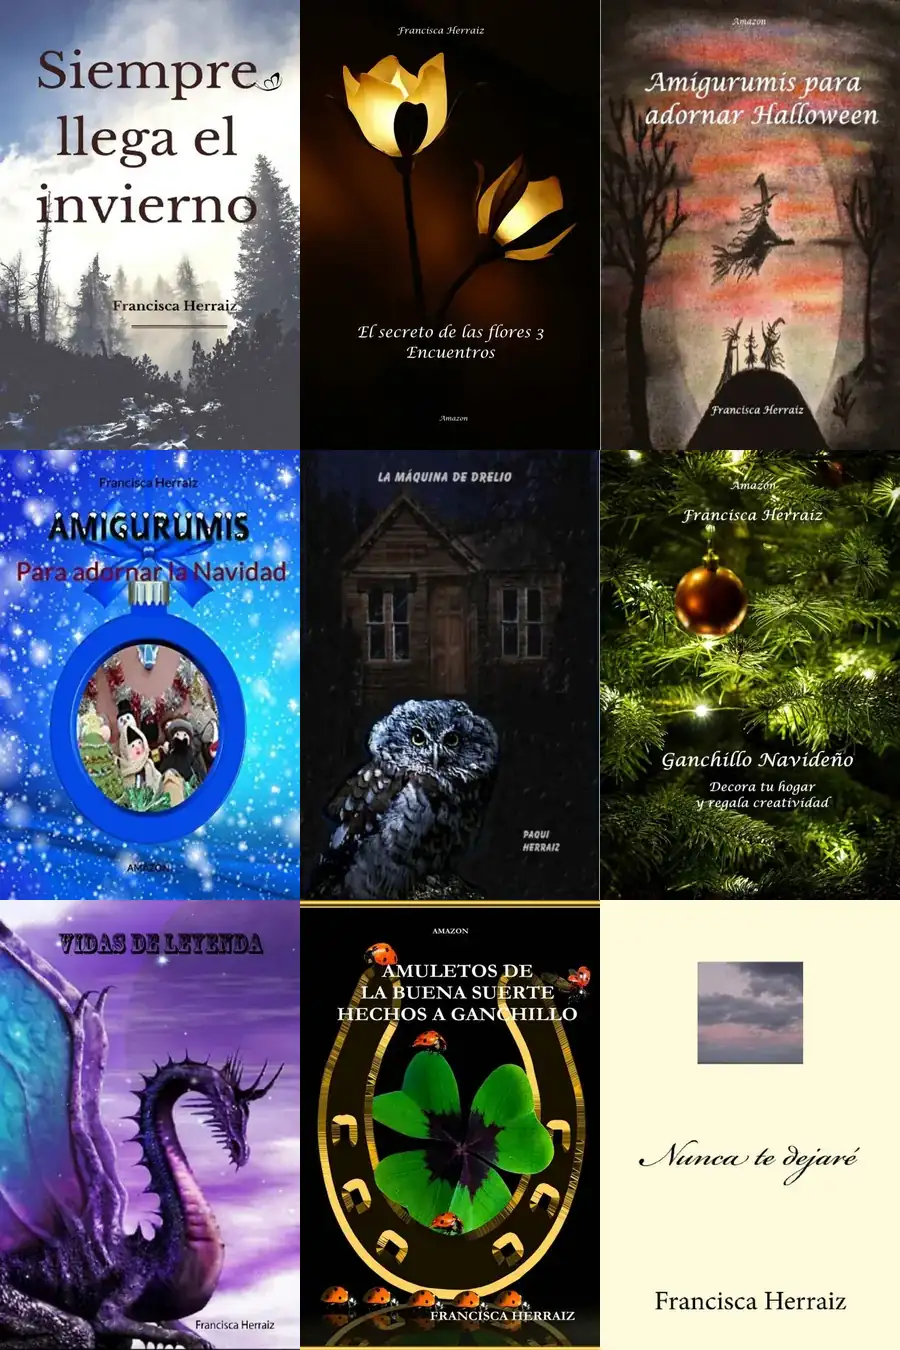 Siempre
llega el
invierno
Francisca Herraiz
Francisca Herraiz
El secreto de las flores 3
Encuentros
Amazon
Amazon
Amigurumis para
adornar Halloween
Francisca Herraiz
Francisca Herraiz
AMIGURUMIS
Para adornar la Navidad
AMAZON
LA MÁQUINA DE DRELIO
PAQUI
HERRAIZ
Amazon
Francisca Herraiz
Ganchillo Navideño
Decora tu hogar
y regala creatividad
VIDAS DE LEYENDA
Francisca Herraiz
AMAZON
AMULETOS DE
LA BUENA SUERTE
HECHOS A GANCHILLO
FRANCISCA HERRAIZ
Nunca te dejaré
Francisca Herraiz